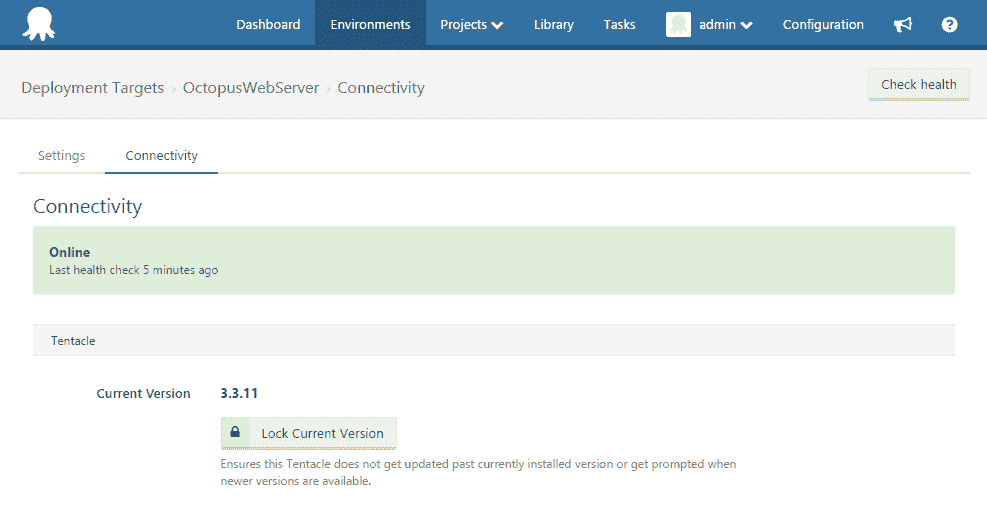 Dashboard Environments Projects Library Tasks admin Configuration
Deployment Targets › OctopusWebServer › Connectivity Check health
Settings Connectivity
Connectivity
Online
Last health check 5 minutes ago
Tentacle
Current Version 3.3.11
Lock Current Version
Ensures this Tentacle does not get updated past currently installed version or get prompted when
newer versions are available.